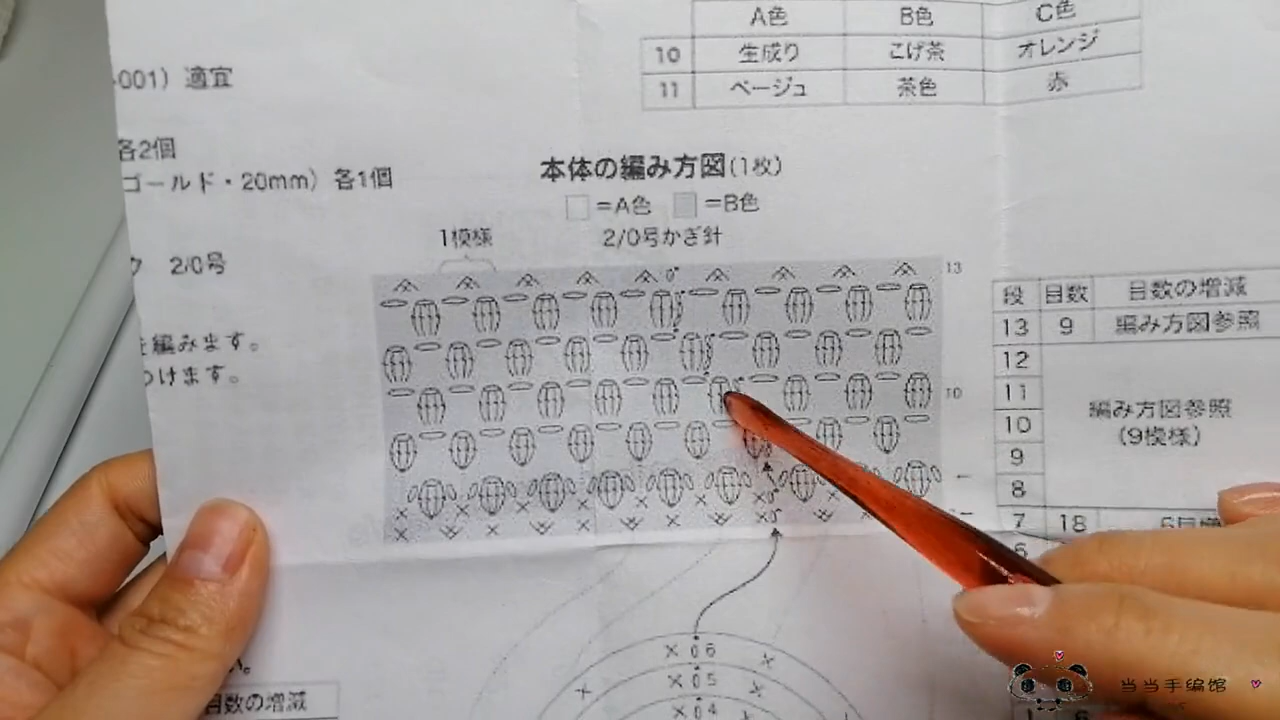 A色 B色 C色
10 生成り こげ茶 オレンジ
11 ベージュ 茶色 赤
001) 適宜
各2個
ゴールド・20mm) 各1個
2/0号
を編みます。
つけます。
本体の編み方図(1枚)
=A色 =B色
1模様 2/0号かぎ針
13
10
段 目数 目数の増減
13 9 編み方図参照
12
11
10
9
8
編み方図参照
(9模様)
7 18
6
×06
×05
×04
目数の増減
当当手编馆